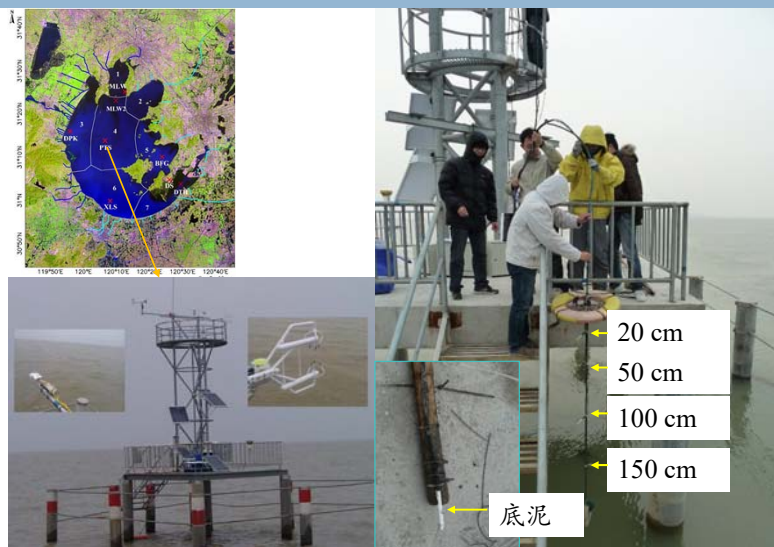 31°40'
31°30'
31°20'
31°10'
31°N
30°50'
1
MLW
2
MLW2
3
4
DPK
PTS
5
BFG
DS
DTH
6
XLS
7
119°50'E
120°E
120°10'E
120°20'E
120°30'E
120°40'E
20 cm
50 cm
100 cm
150 cm
底泥